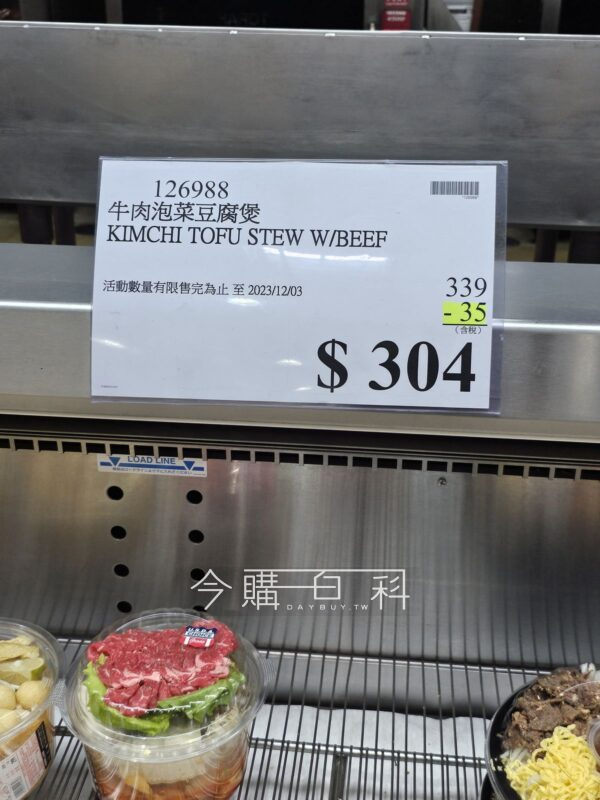 126988
牛肉泡菜豆腐煲
KIMCHI TOFU STEW W/BEEF
活動數量有限售完為止 至 2023/12/03
339
- 35
(含稅)
$ 304
LOAD LINE
今購百科
DAYBUY.TW
USDA
CHOICE